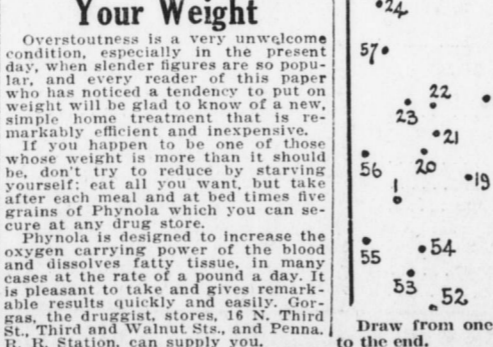 Your Weight
Overstoutness is a very unwelcome
condition, especially in the present
day, when slender figures are so popu-
lar, and every reader of this paper
who has noticed a tendency to put on
weight will be glad to know of a new,
simple home treatment that is re-
markably efficient and inexpensive.
If you happen to be one of those
whose weight is more than it should
be, don't try to reduce by starving
yourself; eat all you want, but take
after each meal and at bed times five
grains of Phynola which you can se-
cure at any drug store.
Phynola is designed to increase the
oxygen carrying power of the blood
and dissolves fatty tissue, in many
cases at the rate of a pound a day. It
is pleasant to take and gives remark-
able results quickly and easily. Gor-
gas, the druggist, stores, 16 N. Third
St., Third and Walnut Sts., and Penna.
R. R. Station, can supply you.
24
57
22
23
21
56
20
19
1
54
55
53
52
Draw from one
to the end.